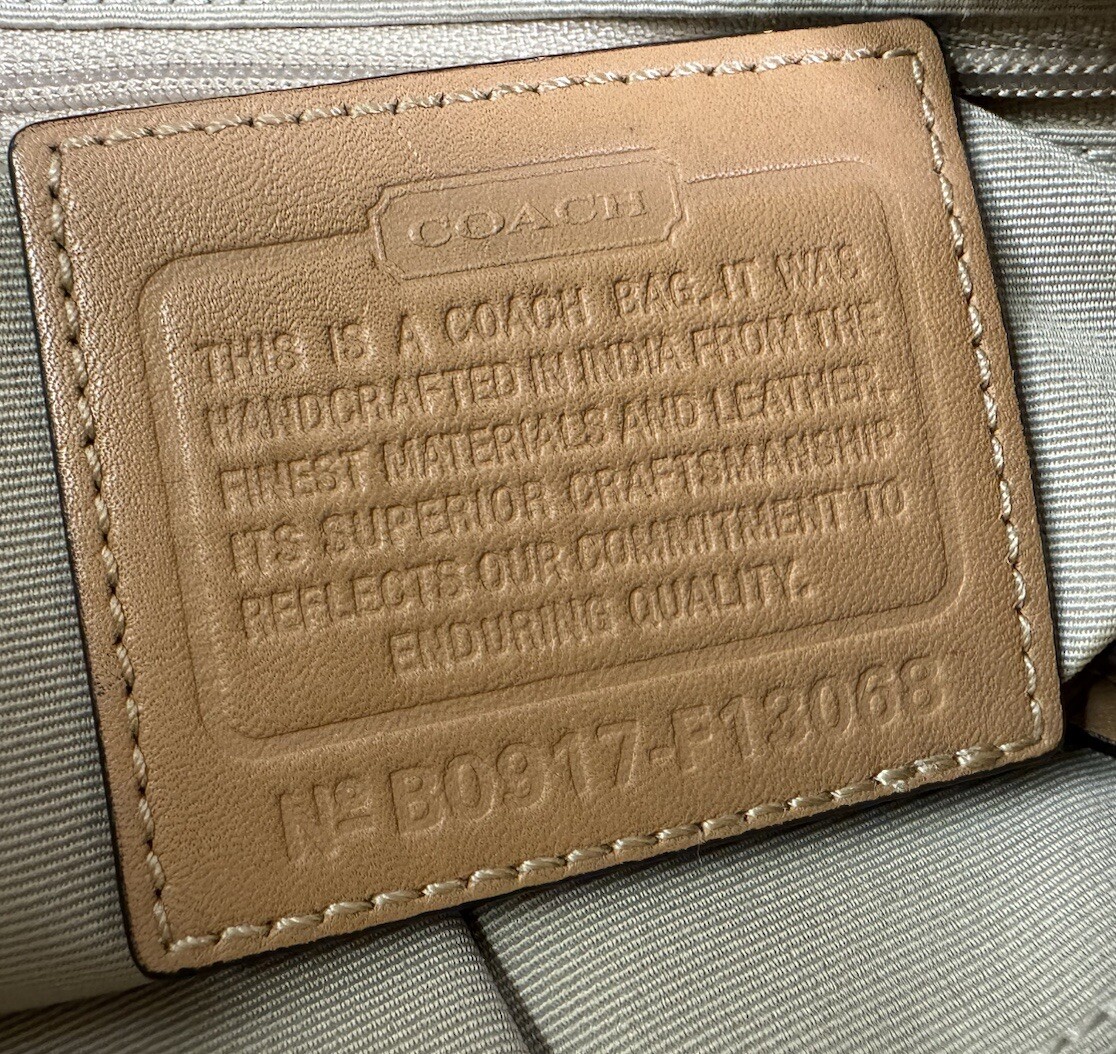 COACH
THIS IS A COACH BAG. IT WAS
HANDCRAFTED IN INDIA FROM THE
FINEST MATERIALS AND LEATHER.
ITS SUPERIOR CRAFTSMANSHIP
REFLECTS OUR COMMITMENT TO
ENDURING QUALITY.
Nº B0917-F13068